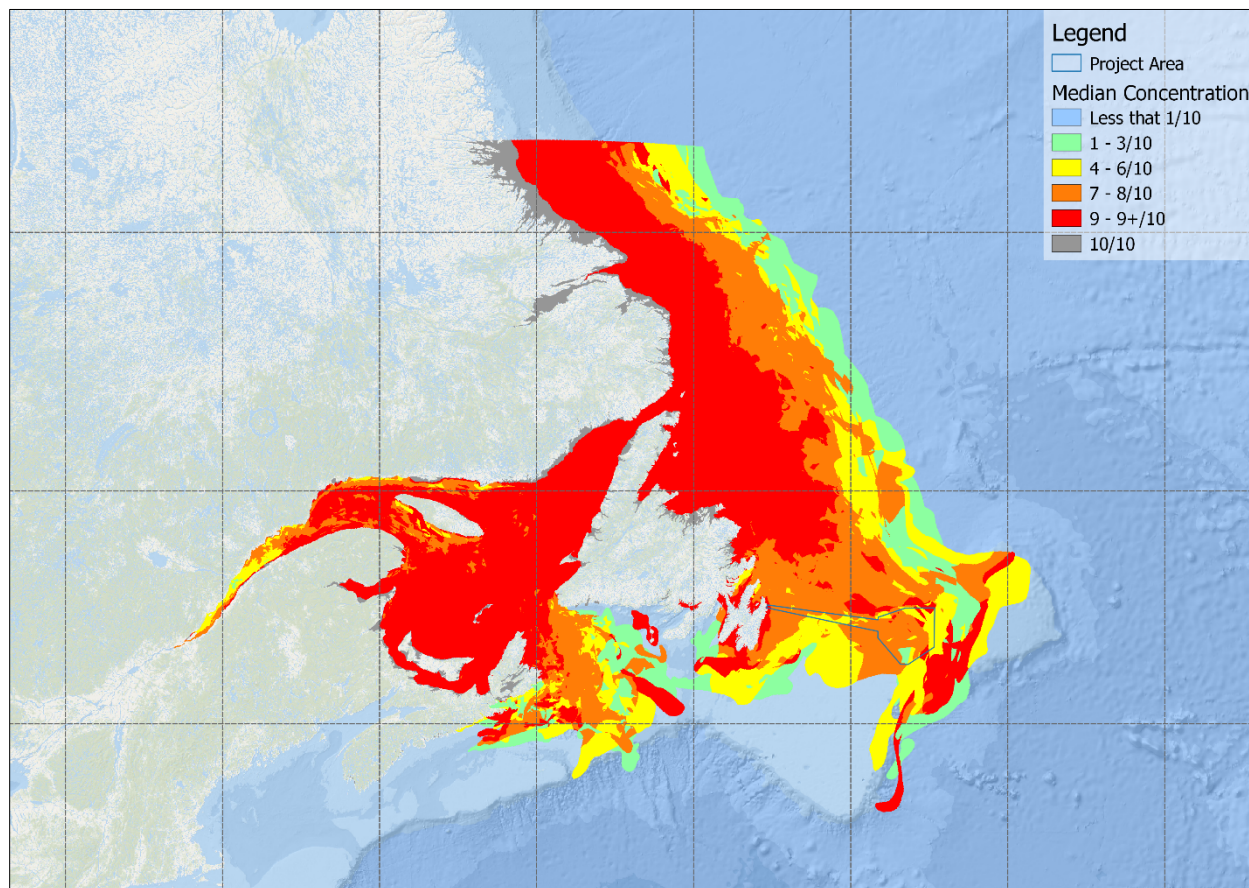 Legend
Project Area
Median Concentration
Less that 1/10
1 - 3/10
4 - 6/10
7 - 8/10
9 - 9+/10
10/10